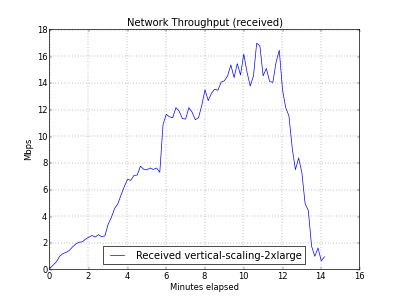 Network Throughput (received)
18
16
14
12
10
8
6
4
2
0
Mbps
Received vertical-scaling-2xlarge
0 2 4 6 8 10 12 14 16
Minutes elapsed